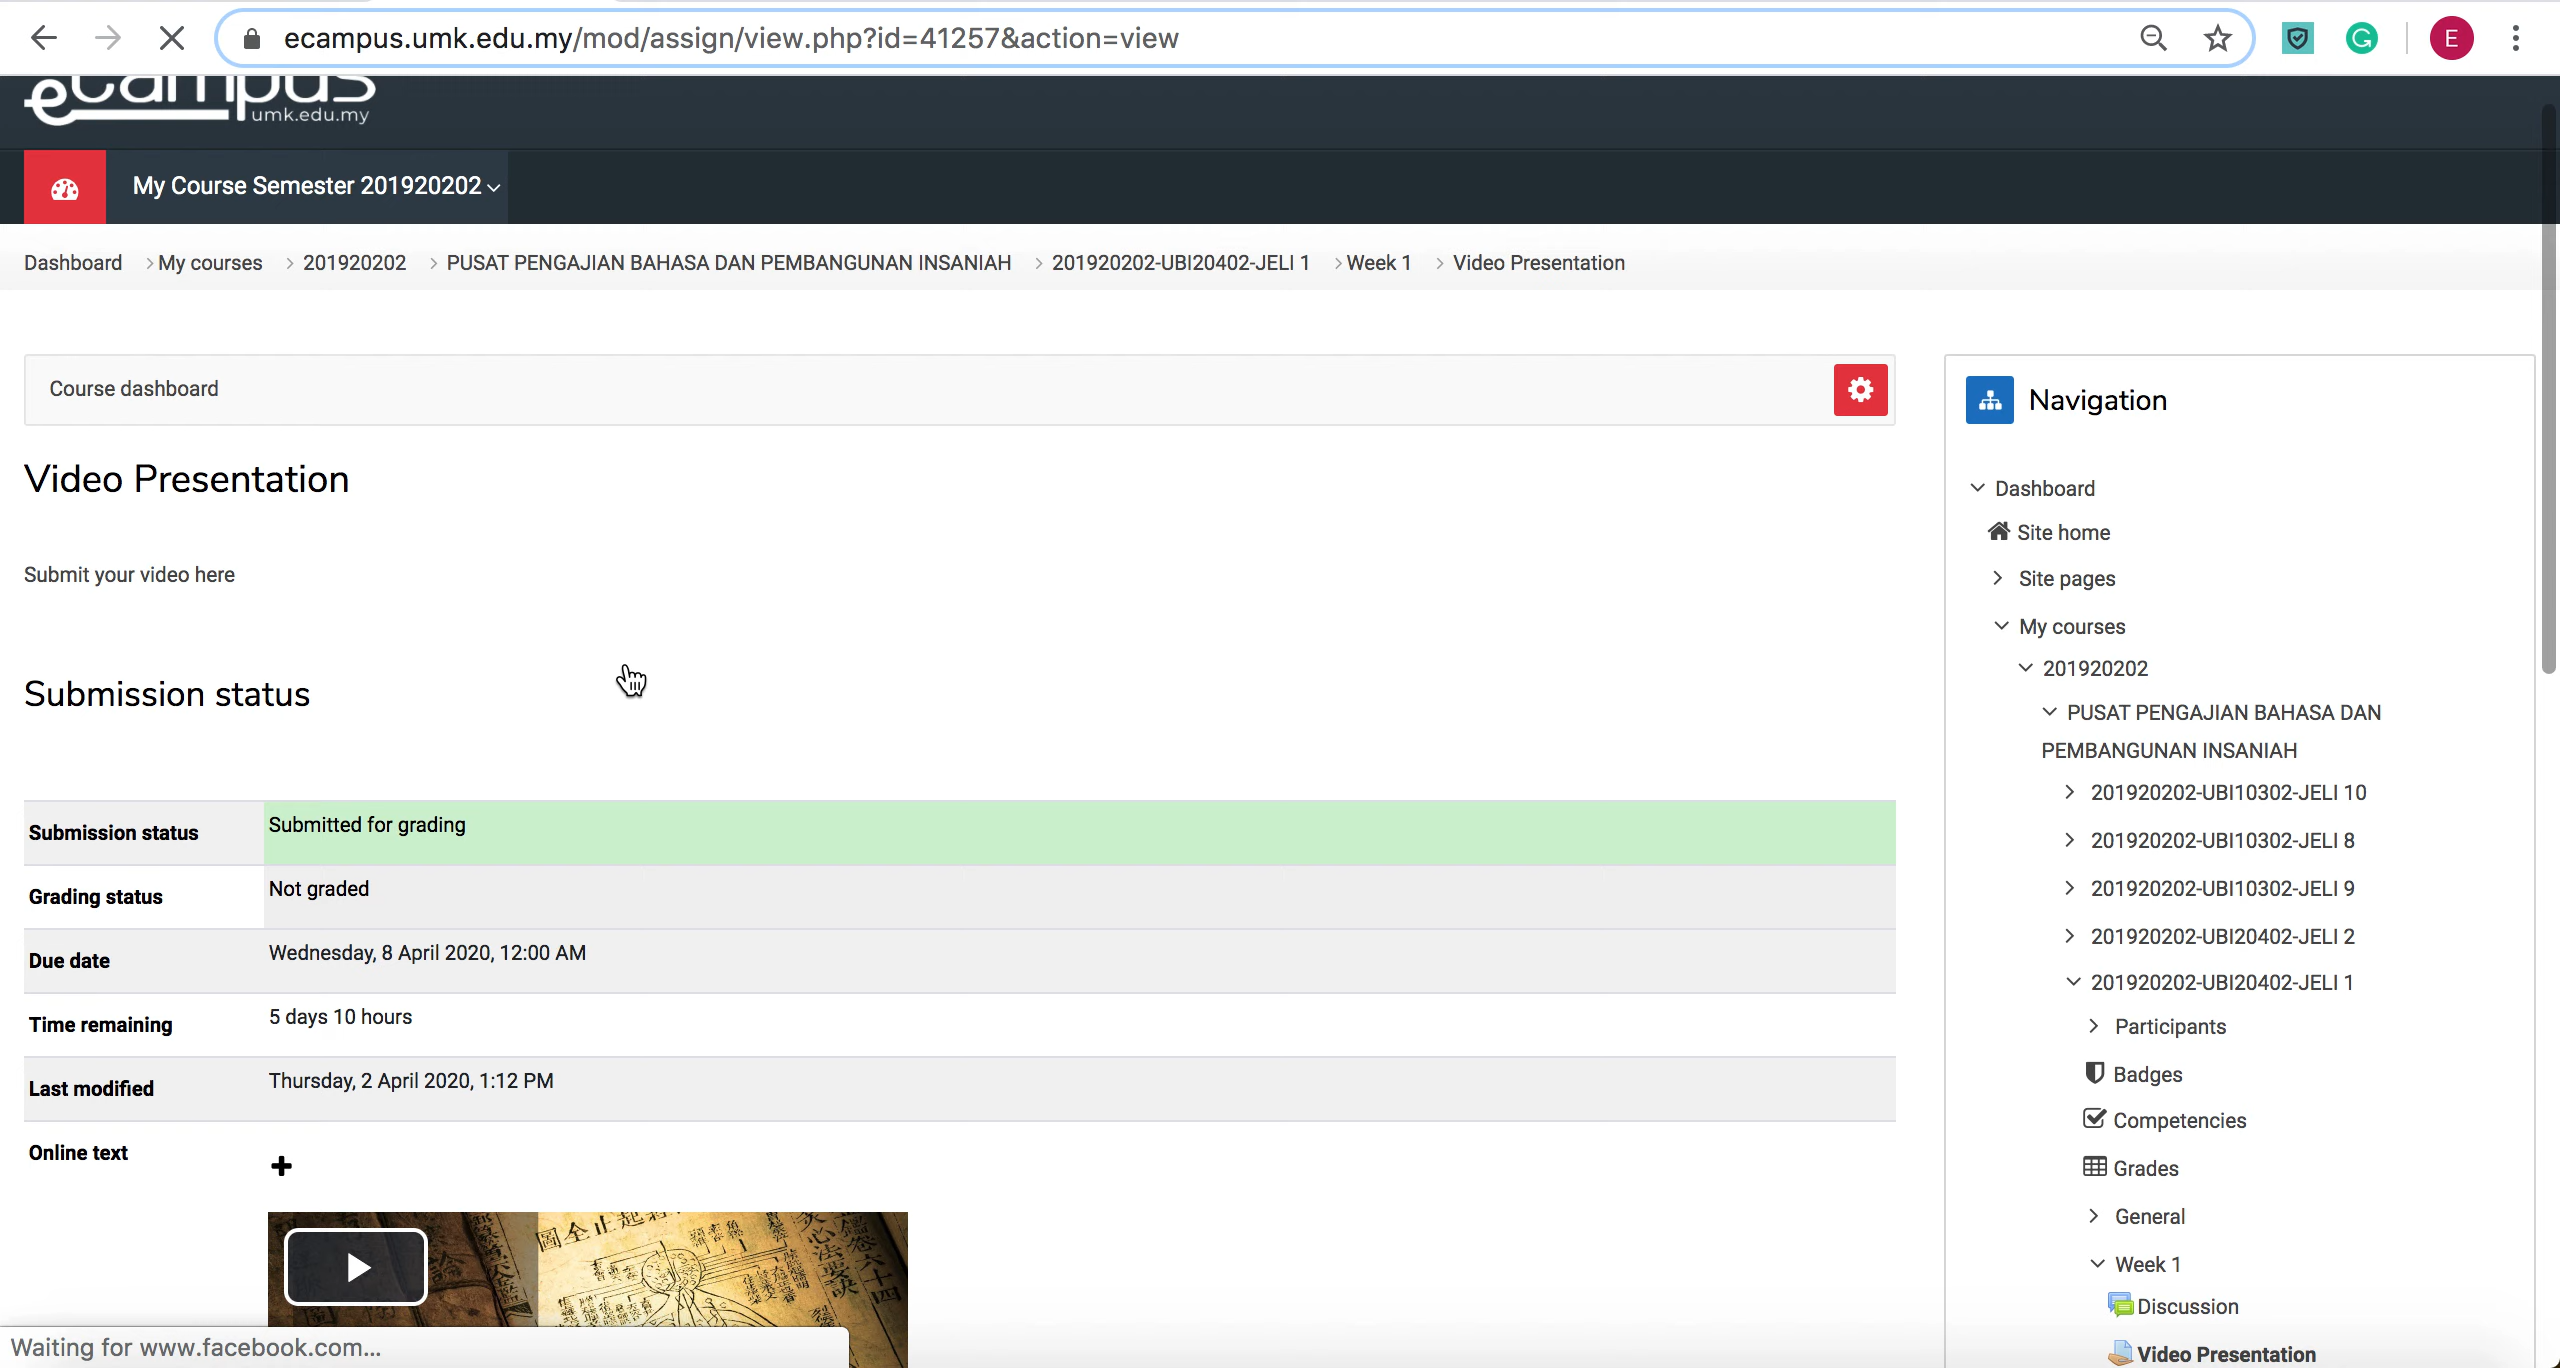 ecampus.umk.edu.my/mod/assign/view.php?id=41257&action=view
E
ecampus
umk.edu.my
My Course Semester 201920202
Dashboard > My courses > 201920202 > PUSAT PENGAJIAN BAHASA DAN PEMBANGUNAN INSANIAH > 201920202-UBI20402-JELI 1 > Week 1 > Video Presentation
Course dashboard
Video Presentation
Submit your video here
Submission status
Submission status Submitted for grading
Grading status Not graded
Due date Wednesday, 8 April 2020, 12:00 AM
Time remaining 5 days 10 hours
Last modified Thursday, 2 April 2020, 1:12 PM
Online text
Waiting for www.facebook.com...
Navigation
Dashboard
Site home
Site pages
My courses
201920202
PUSAT PENGAJIAN BAHASA DAN
PEMBANGUNAN INSANIAH
201920202-UBI10302-JELI 10
201920202-UBI10302-JELI 8
201920202-UBI10302-JELI 9
201920202-UBI20402-JELI 2
201920202-UBI20402-JELI 1
Participants
Badges
Competencies
Grades
General
Week 1
Discussion
Video Presentation